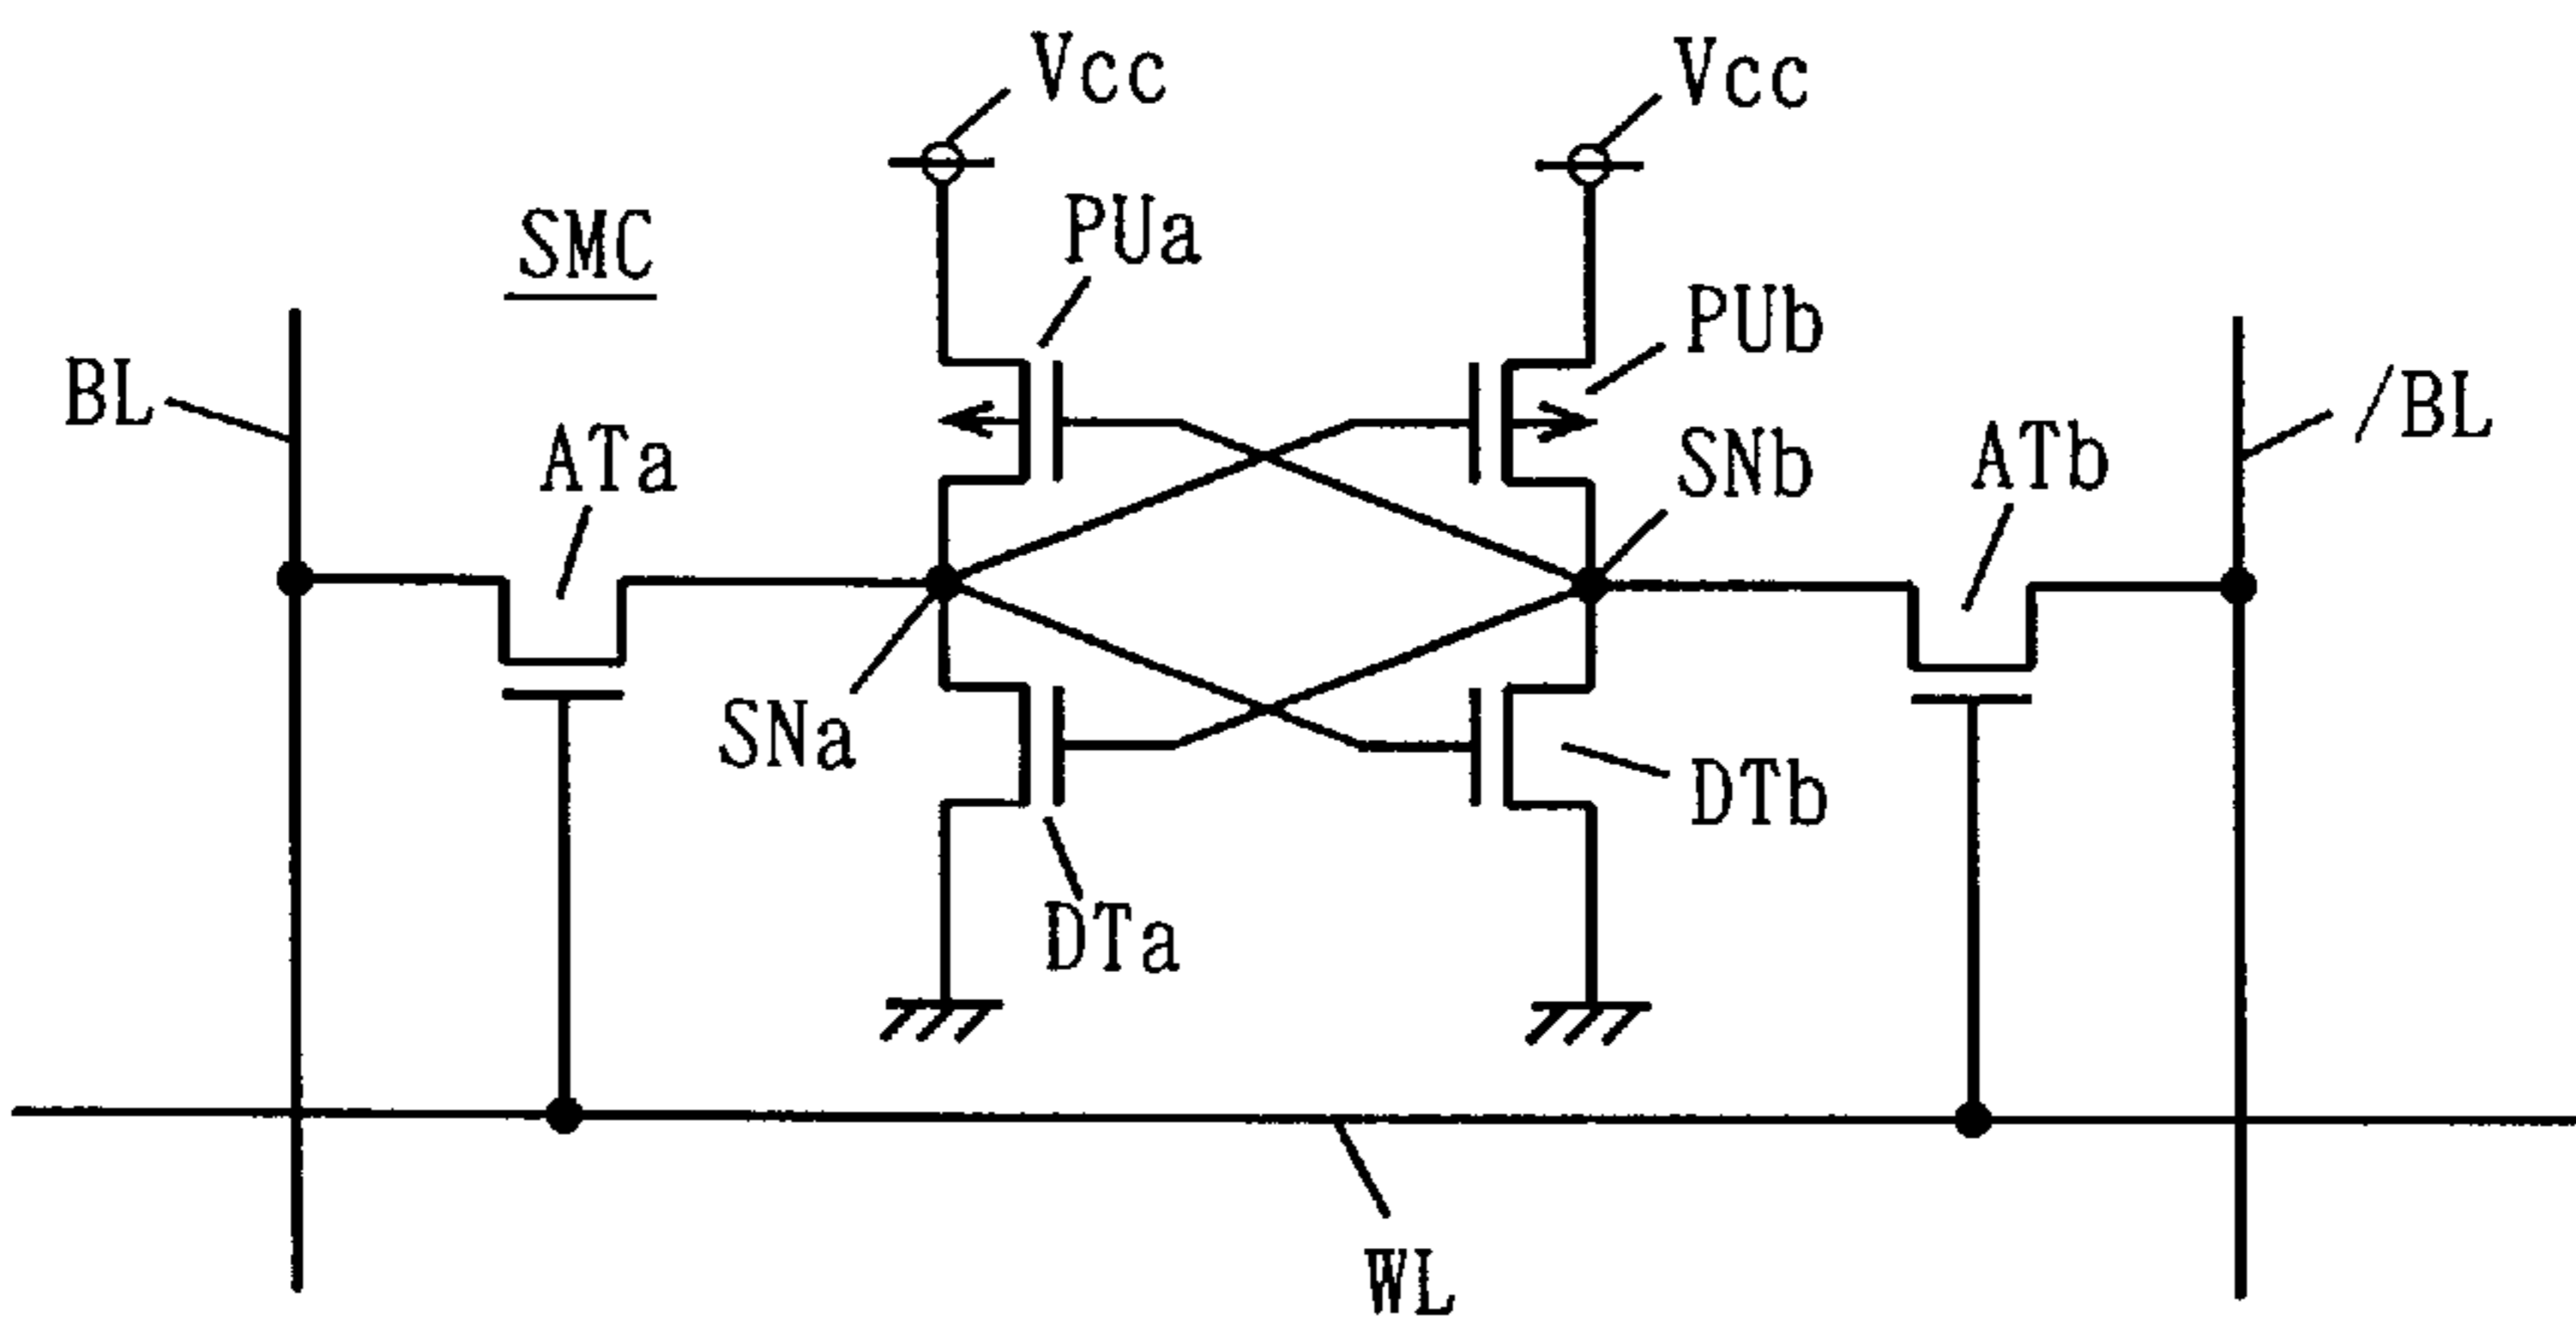 Vcc
Vcc
SMC
PUa
PUb
BL
ATa
SNb
ATb
/BL
SNa
DTb
DTa
WL